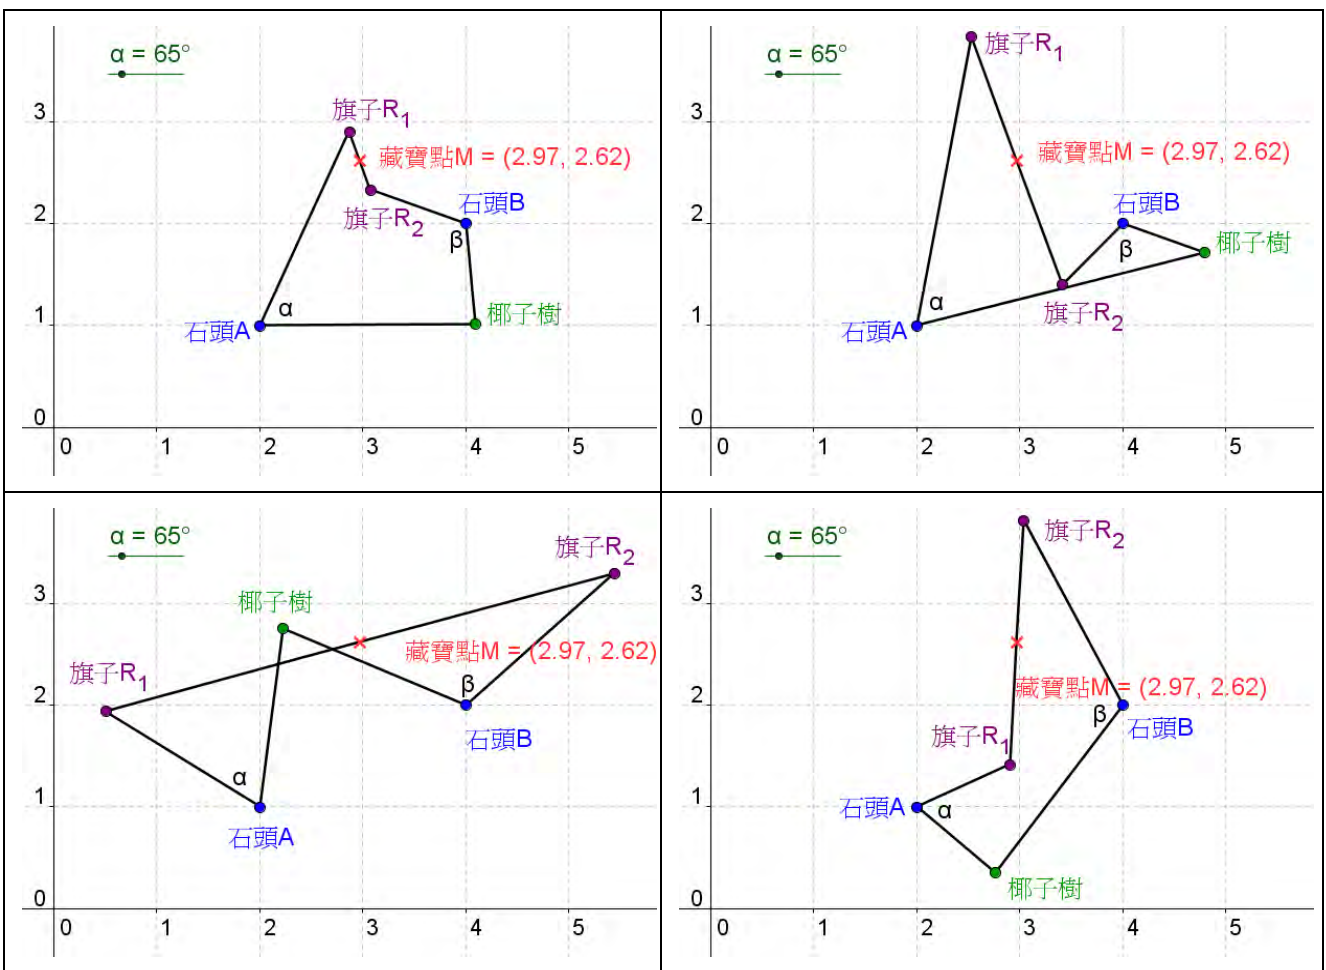 α = 65°
3
2
1
0
0 1 2 3 4 5
旗子R1
藏寶點M = (2.97, 2.62)
旗子R2
石頭B
β
α
石頭A
椰子樹
α = 65°
3
2
1
0
0 1 2 3 4 5
旗子R1
藏寶點M = (2.97, 2.62)
石頭B
β
椰子樹
α
旗子R2
石頭A
α = 65°
3
2
1
0
0 1 2 3 4 5
旗子R2
椰子樹
藏寶點M = (2.97, 2.62)
旗子R1
β
石頭B
α
石頭A
α = 65°
3
2
1
0
0 1 2 3 4 5
旗子R2
藏寶點M = (2.97, 2.62)
β
石頭B
旗子R1
石頭A
α
椰子樹